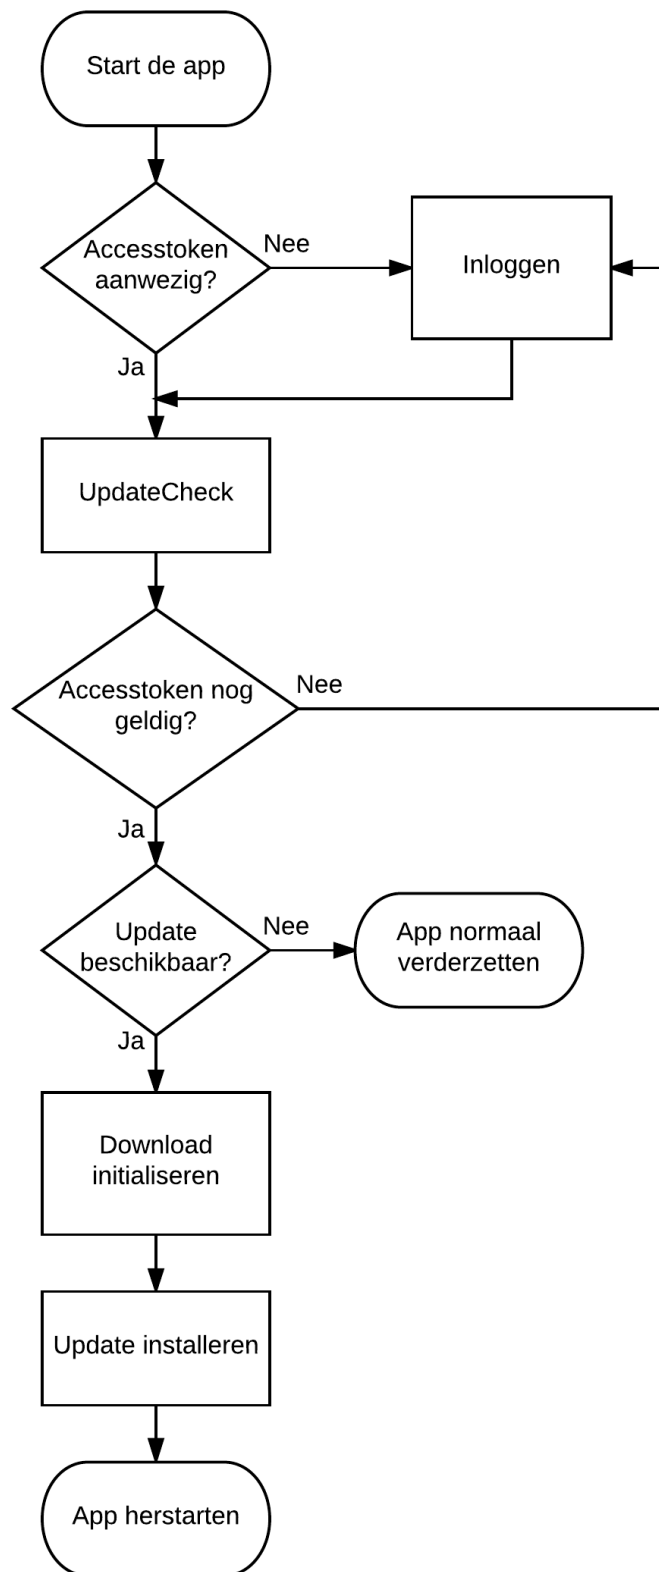 Start de app
Accesstoken
aanwezig?
Nee
Inloggen
Ja
UpdateCheck
Accesstoken nog
geldig?
Nee
Ja
Update
beschikbaar?
Nee
App normaal
verderzetten
Ja
Download
initialiseren
Update installeren
App herstarten